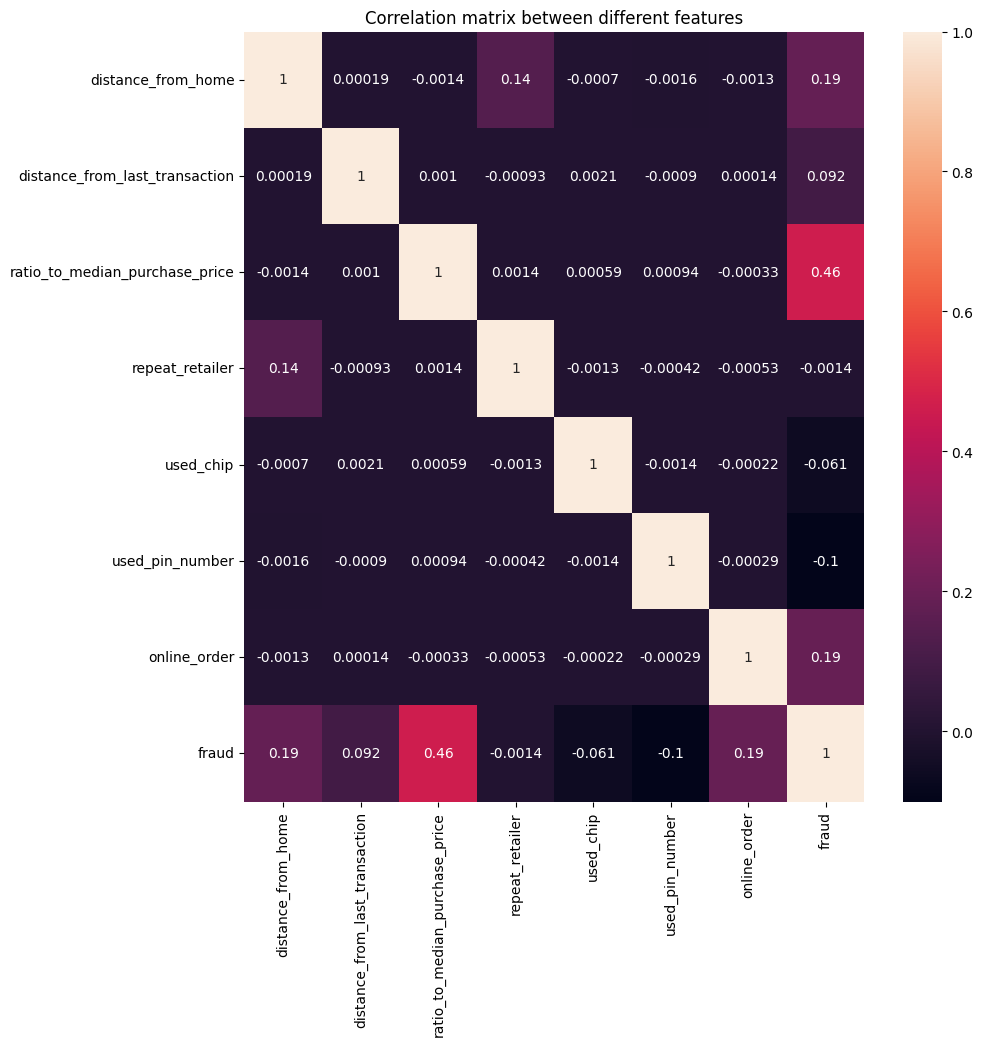 Correlation matrix between different features
distance_from_home 1 0.00019 -0.0014 0.14 -0.0007 -0.0016 -0.0013 0.19
distance_from_last_transaction 0.00019 1 0.001 -0.00093 0.0021 -0.0009 0.00014 0.092
ratio_to_median_purchase_price -0.0014 0.001 1 0.0014 0.00059 0.00094 -0.00033 0.46
repeat_retailer 0.14 -0.00093 0.0014 1 -0.0013 -0.00042 -0.00053 -0.0014
used_chip -0.0007 0.0021 0.00059 -0.0013 1 -0.0014 -0.00022 -0.061
used_pin_number -0.0016 -0.0009 0.00094 -0.00042 -0.0014 1 -0.00029 -0.1
online_order -0.0013 0.00014 -0.00033 -0.00053 -0.00022 -0.00029 1 0.19
fraud 0.19 0.092 0.46 -0.0014 -0.061 -0.1 0.19 1
distance_from_home
distance_from_last_transaction
ratio_to_median_purchase_price
repeat_retailer
used_chip
used_pin_number
online_order
fraud
1.0
0.8
0.6
0.4
0.2
0.0